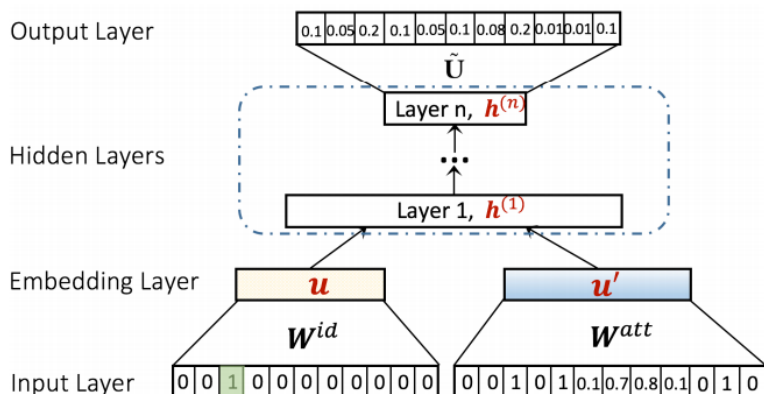 Output Layer 0.1 0.05 0.2 0.1 0.05 0.1 0.08 0.2 0.01 0.01 0.1
Ũ
Layer n, h^(n)
Hidden Layers
...
Layer 1, h^(1)
Embedding Layer u u'
W^id W^att
Input Layer 0 0 1 0 0 0 0 0 0 0 0 0 0 1 0 1 0.1 0.7 0.8 0.1 0 1 0